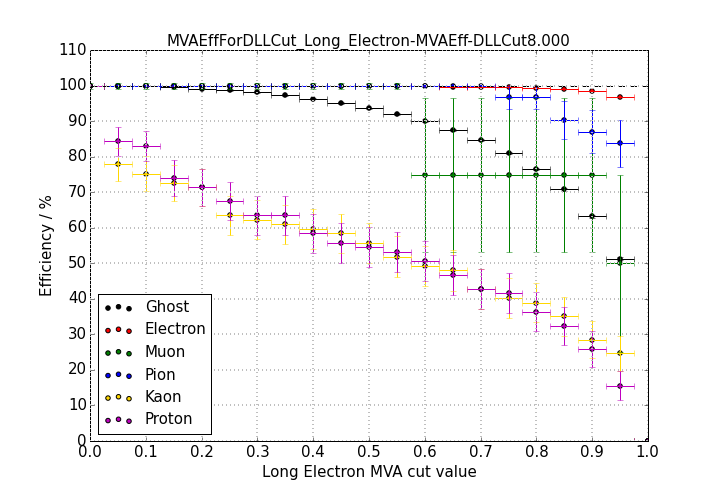 MVAEffForDLLCut_Long_Electron-MVAEff-DLLCut8.000
110
100
90
80
70
60
50
40
30
20
10
0
Efficiency / %
Ghost
Electron
Muon
Pion
Kaon
Proton
0.0 0.1 0.2 0.3 0.4 0.5 0.6 0.7 0.8 0.9 1.0
Long Electron MVA cut value